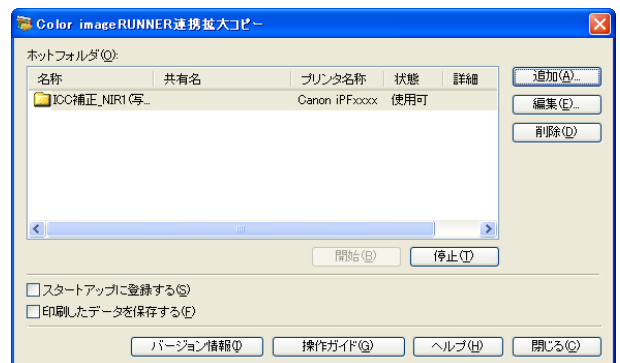 Color imageRUNNER連携拡大コピー
ホットフォルダ(O):
名称 共有名 プリンタ名称 状態 詳細
ICC補正_NIR1(写... Canon iPFxxxx 使用可
追加(A)...
編集(E)...
削除(D)
開始(B) 停止(T)
スタートアップに登録する(S)
印刷したデータを保存する(F)
バージョン情報(I) 操作ガイド(G) ヘルプ(H) 閉じる(C)